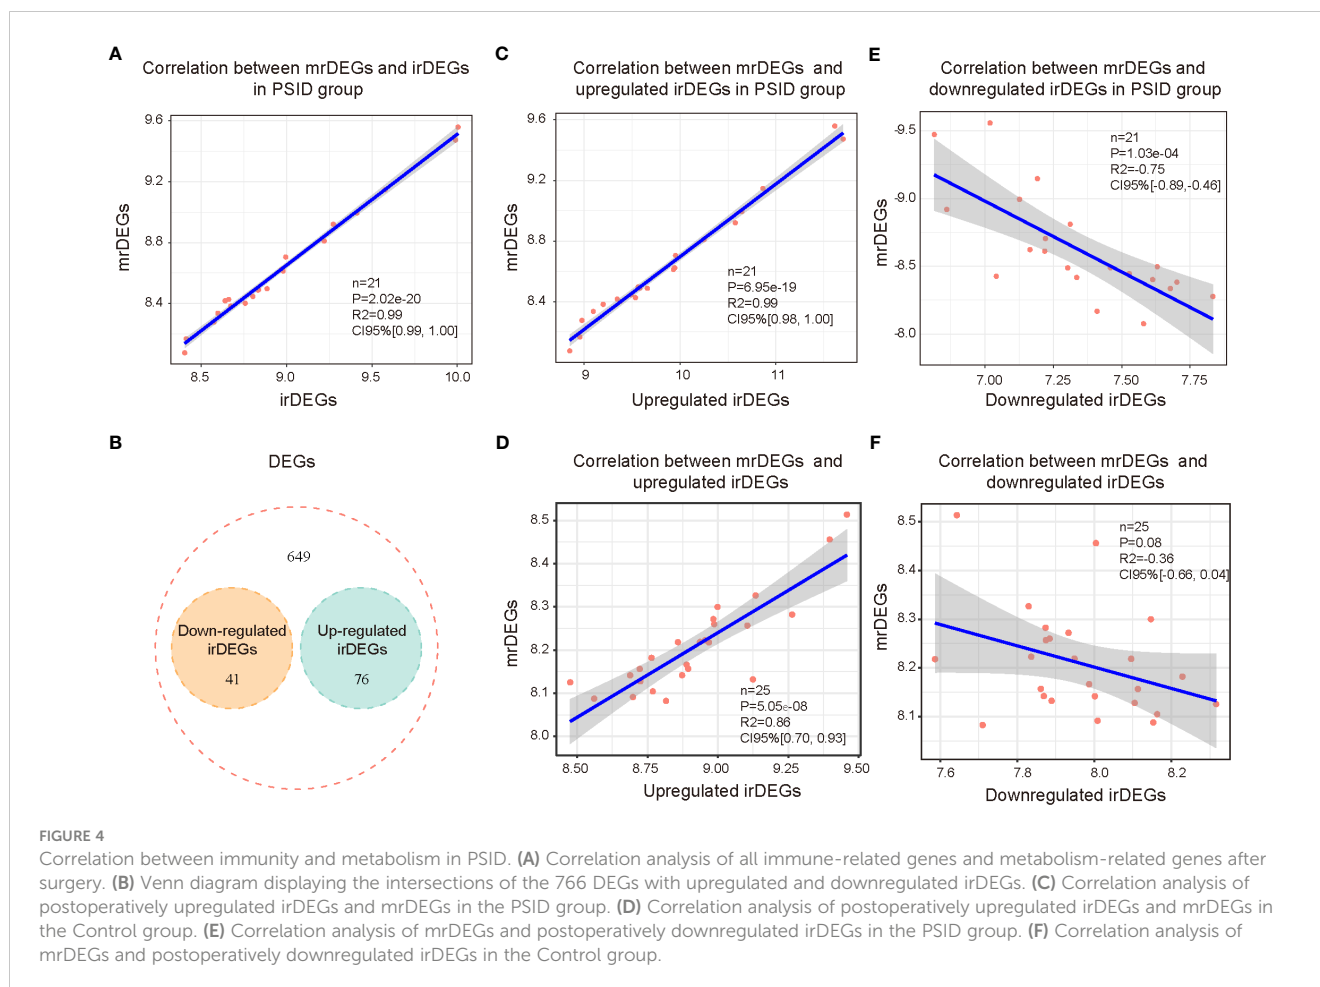 A
Correlation between mrDEGs and irDEGs
in PSID group
9.6
9.2
8.8
8.4
mrDEGs
n=21
P=2.02e-20
R2=0.99
CI95%[0.99, 1.00]
8.5 9.0 9.5 10.0
irDEGs
C
Correlation between mrDEGs and
upregulated irDEGs in PSID group
9.6
9.2
8.8
8.4
mrDEGs
n=21
P=6.95e-19
R2=0.99
CI95%[0.98, 1.00]
9 10 11
Upregulated irDEGs
E
Correlation between mrDEGs and
downregulated irDEGs in PSID group
-9.5
-9.0
-8.5
-8.0
mrDEGs
n=21
P=1.03e-04
R2=-0.75
CI95%[-0.89,-0.46]
7.00 7.25 7.50 7.75
Downregulated irDEGs
B
DEGs
649
Down-regulated
irDEGs
41
Up-regulated
irDEGs
76
D
Correlation between mrDEGs and
upregulated irDEGs
8.5
8.4
8.3
8.2
8.1
8.0
mrDEGs
n=25
P=5.05e-08
R2=0.86
CI95%[0.70, 0.93]
8.50 8.75 9.00 9.25 9.50
Upregulated irDEGs
F
Correlation between mrDEGs and
downregulated irDEGs
8.5
8.4
8.3
8.2
8.1
mrDEGs
n=25
P=0.08
R2=-0.36
CI95%[-0.66, 0.04]
7.6 7.8 8.0 8.2
Downregulated irDEGs
FIGURE 4
Correlation between immunity and metabolism in PSID. (A) Correlation analysis of all immune-related genes and metabolism-related genes after
surgery. (B) Venn diagram displaying the intersections of the 766 DEGs with upregulated and downregulated irDEGs. (C) Correlation analysis of
postoperatively upregulated irDEGs and mrDEGs in the PSID group. (D) Correlation analysis of postoperatively upregulated irDEGs and mrDEGs in
the Control group. (E) Correlation analysis of mrDEGs and postoperatively downregulated irDEGs in the PSID group. (F) Correlation analysis of
mrDEGs and postoperatively downregulated irDEGs in the Control group.